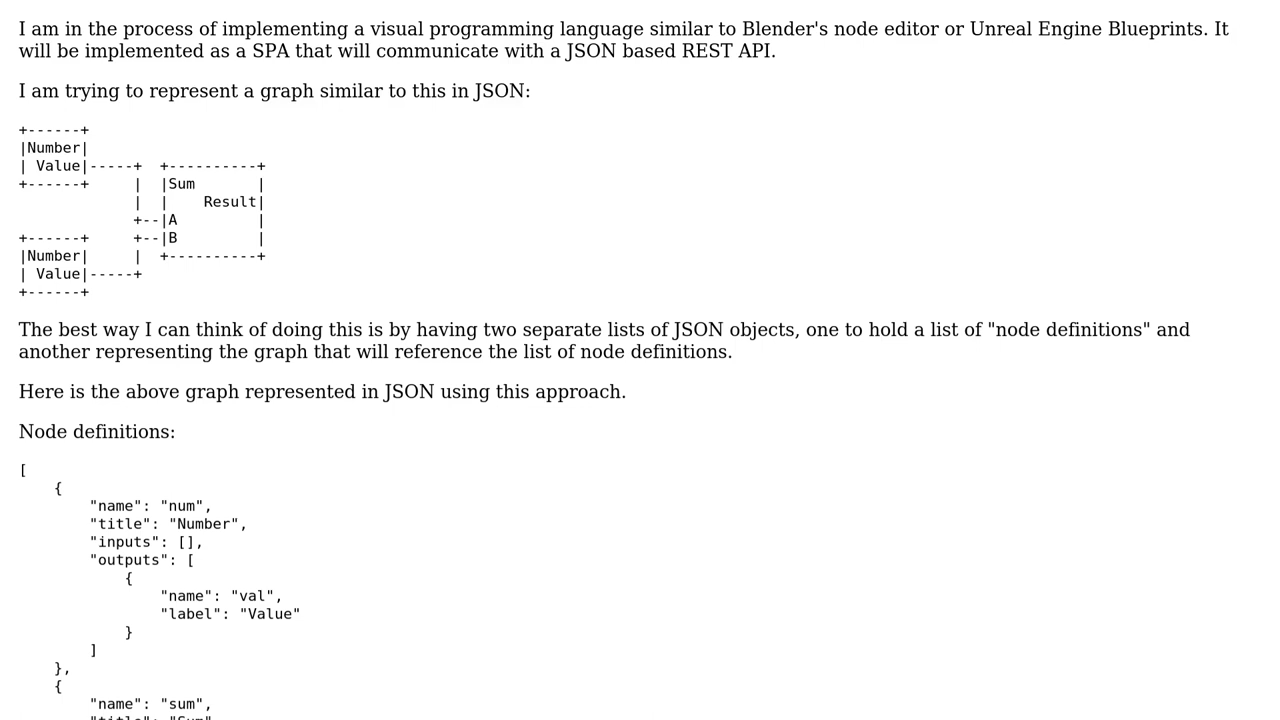 I am in the process of implementing a visual programming language similar to Blender's node editor or Unreal Engine Blueprints. It
will be implemented as a SPA that will communicate with a JSON based REST API.
I am trying to represent a graph similar to this in JSON:
+------+
|Number|
| Value|-----+  +----------+
+------+     |  |Sum       |
             |  |    Result|
             +--|A         |
+------+     +--|B         |
|Number|     |  +----------+
| Value|-----+
+------+
The best way I can think of doing this is by having two separate lists of JSON objects, one to hold a list of "node definitions" and
another representing the graph that will reference the list of node definitions.
Here is the above graph represented in JSON using this approach.
Node definitions:
[
    {
        "name": "num",
        "title": "Number",
        "inputs": [],
        "outputs": [
            {
                "name": "val",
                "label": "Value"
            }
        ]
    },
    {
        "name": "sum",
        "title": "Sum"